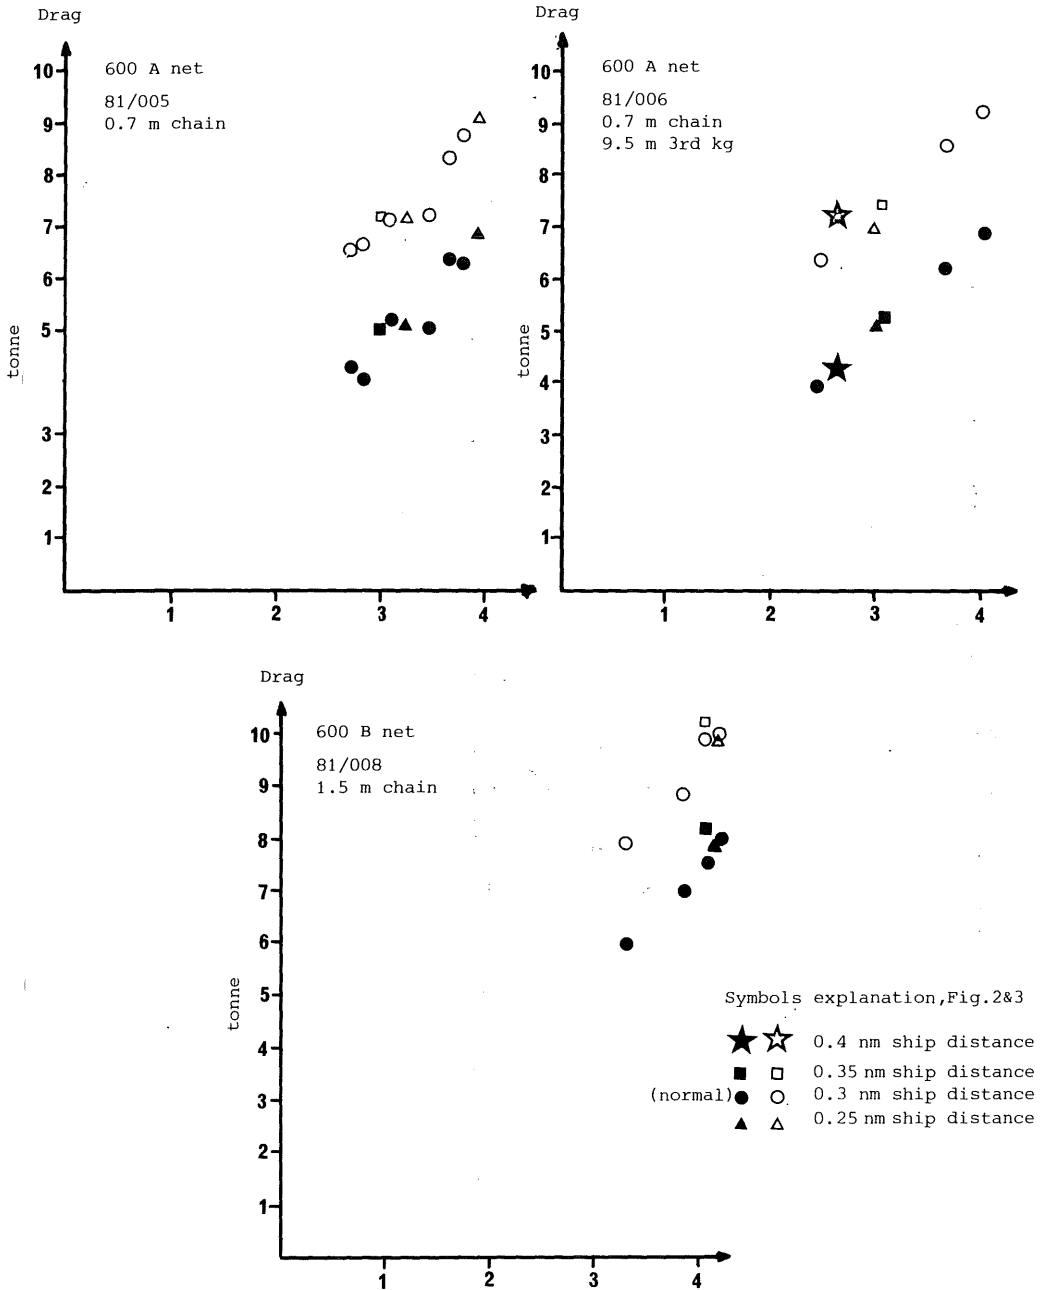 Drag
600 A net
81/005
0.7 m chain
10
9
8
7
6
5
3
2
1
tonne
1 2 3 4
Drag
600 A net
81/006
0.7 m chain
9.5 m 3rd kg
10
9
8
7
6
5
4
3
2
1
tonne
1 2 3 4
Drag
600 B net
81/008
1.5 m chain
10
9
8
7
6
5
4
3
2
1
tonne
1 2 3 4
Symbols explanation,Fig.2&3
0.4 nm ship distance
0.35 nm ship distance
(normal) 0.3 nm ship distance
0.25 nm ship distance